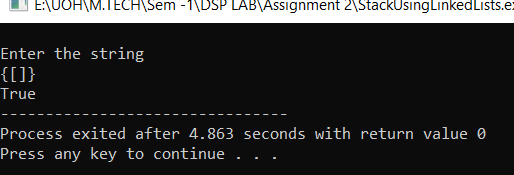 E:\UOH\M.TECH\Sem -1\DSP LAB\Assignment 2\StackUsingLinkedLists.ex
Enter the string
{[]}
True
--------------------------------
Process exited after 4.863 seconds with return value 0
Press any key to continue . . .